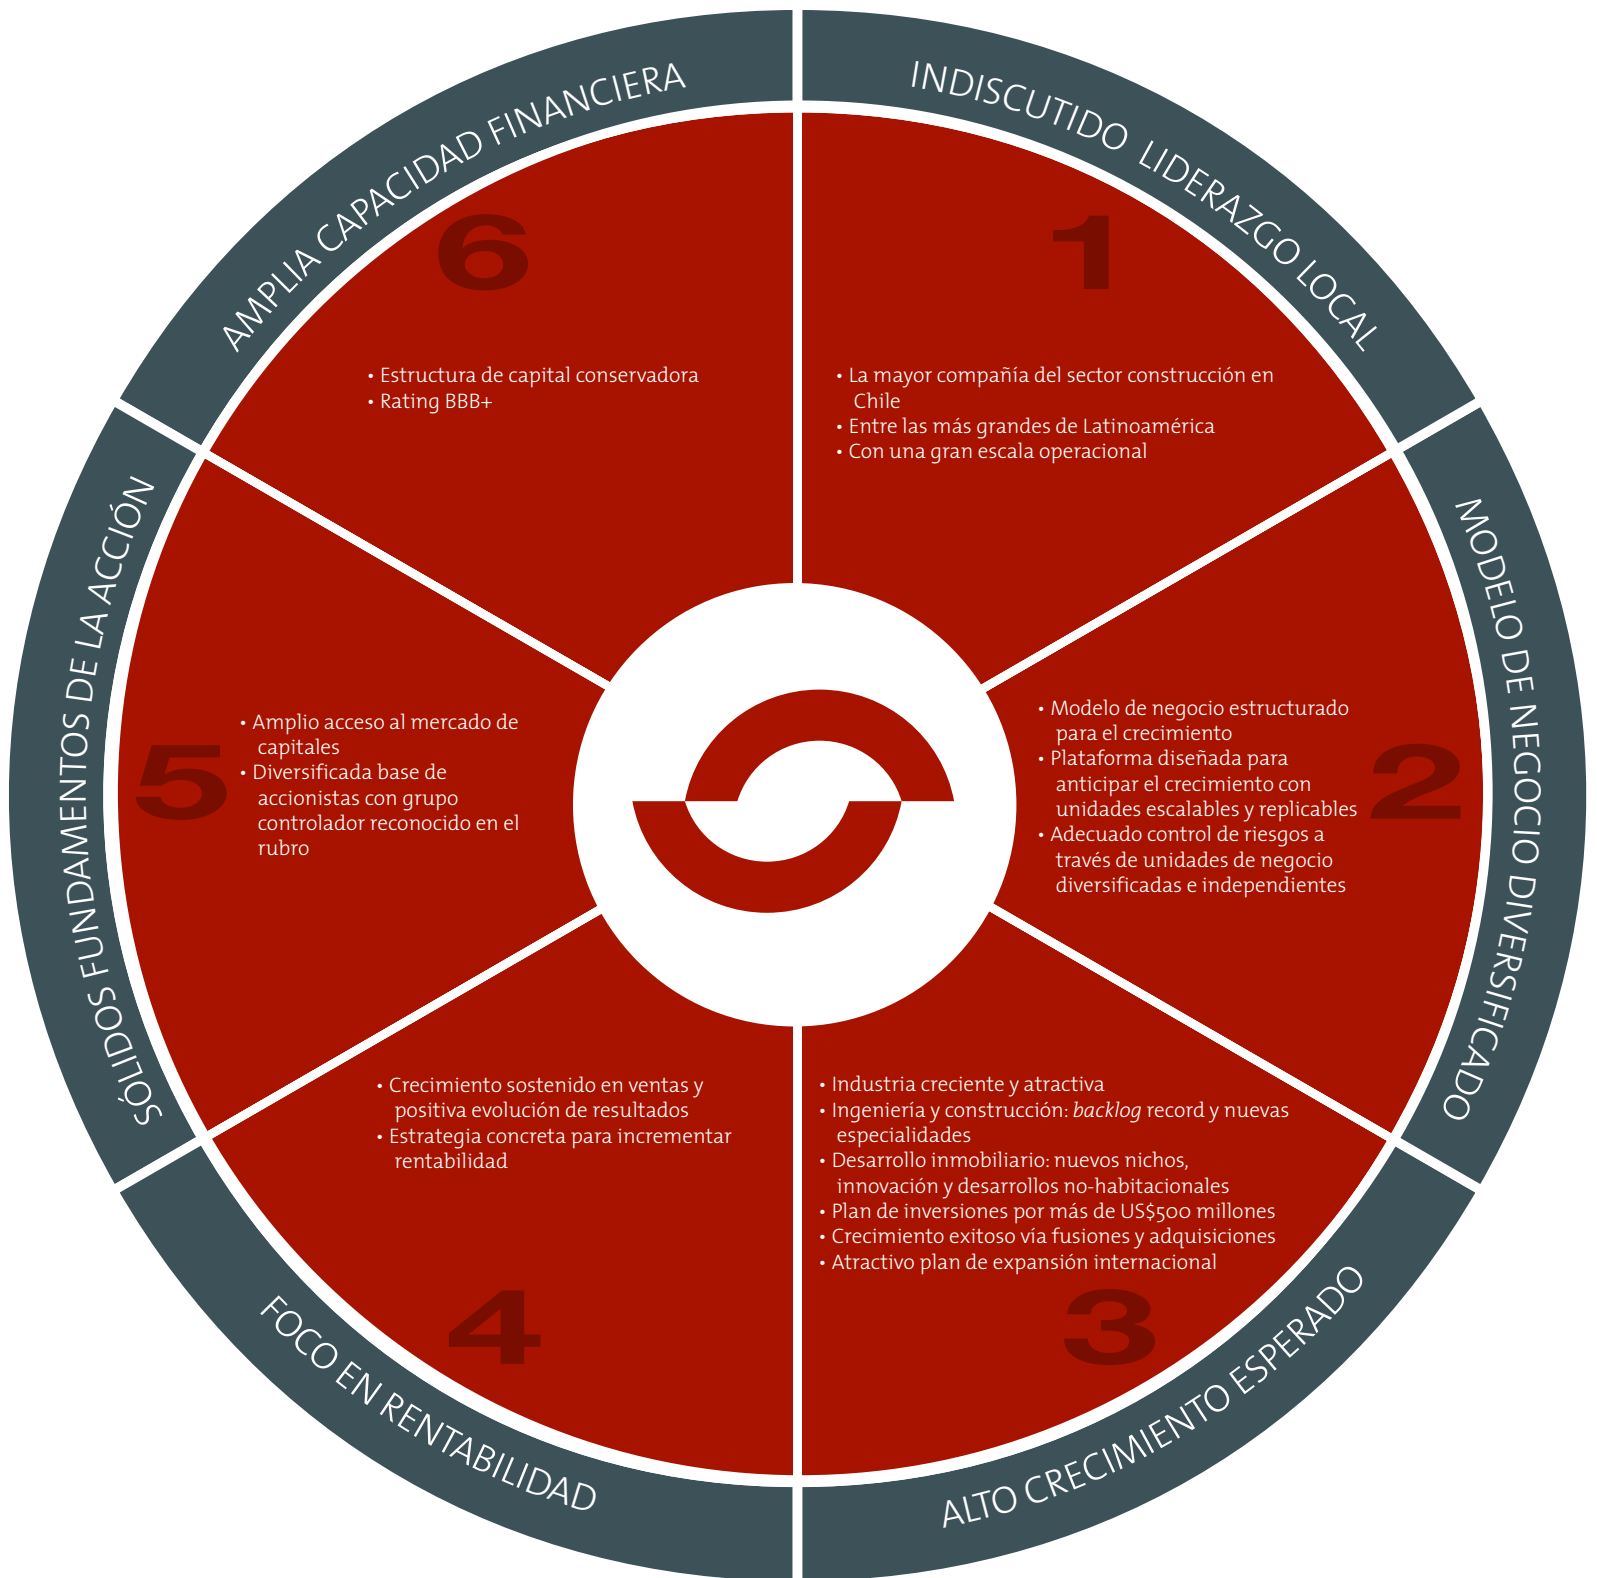 INDISCUTIDO LIDERAZGO LOCAL
1
• La mayor compañía del sector construcción en
Chile
• Entre las más grandes de Latinoamérica
• Con una gran escala operacional
MODELO DE NEGOCIO DIVERSIFICADO
2
• Modelo de negocio estructurado
para el crecimiento
• Plataforma diseñada para
anticipar el crecimiento con
unidades escalables y replicables
• Adecuado control de riesgos a
través de unidades de negocio
diversificadas e independientes
ALTO CRECIMIENTO ESPERADO
3
• Industria creciente y atractiva
• Ingeniería y construcción: backlog record y nuevas
especialidades
• Desarrollo inmobiliario: nuevos nichos,
innovación y desarrollos no-habitacionales
• Plan de inversiones por más de US$500 millones
• Crecimiento exitoso vía fusiones y adquisiciones
• Atractivo plan de expansión internacional
FOCO EN RENTABILIDAD
4
• Crecimiento sostenido en ventas y
positiva evolución de resultados
• Estrategia concreta para incrementar
rentabilidad
SÓLIDOS FUNDAMENTOS DE LA ACCIÓN
5
• Amplio acceso al mercado de
capitales
• Diversificada base de
accionistas con grupo
controlador reconocido en el
rubro
AMPLIA CAPACIDAD FINANCIERA
6
• Estructura de capital conservadora
• Rating BBB+